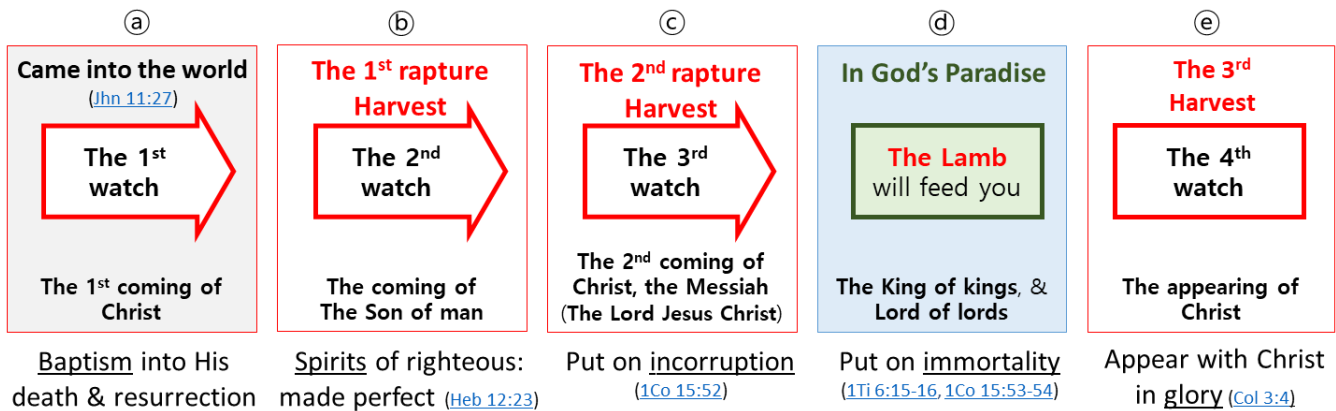 ⓐ
Came into the world
(Jhn 11:27)
The 1st
watch
The 1st coming of
Christ
Baptism into His
death & resurrection
ⓑ
The 1st rapture
Harvest
The 2nd
watch
The coming of
The Son of man
Spirits of righteous:
made perfect (Heb 12:23)
ⓒ
The 2nd rapture
Harvest
The 3rd
watch
The 2nd coming of
Christ, the Messiah
(The Lord Jesus Christ)
Put on incorruption
(1Co 15:52)
ⓓ
In God's Paradise
The Lamb
will feed you
The King of kings, &
Lord of lords
Put on immortality
(1Ti 6:15-16, 1Co 15:53-54)
ⓔ
The 3rd
Harvest
The 4th
watch
The appearing of
Christ
Appear with Christ
in glory (Col 3:4)